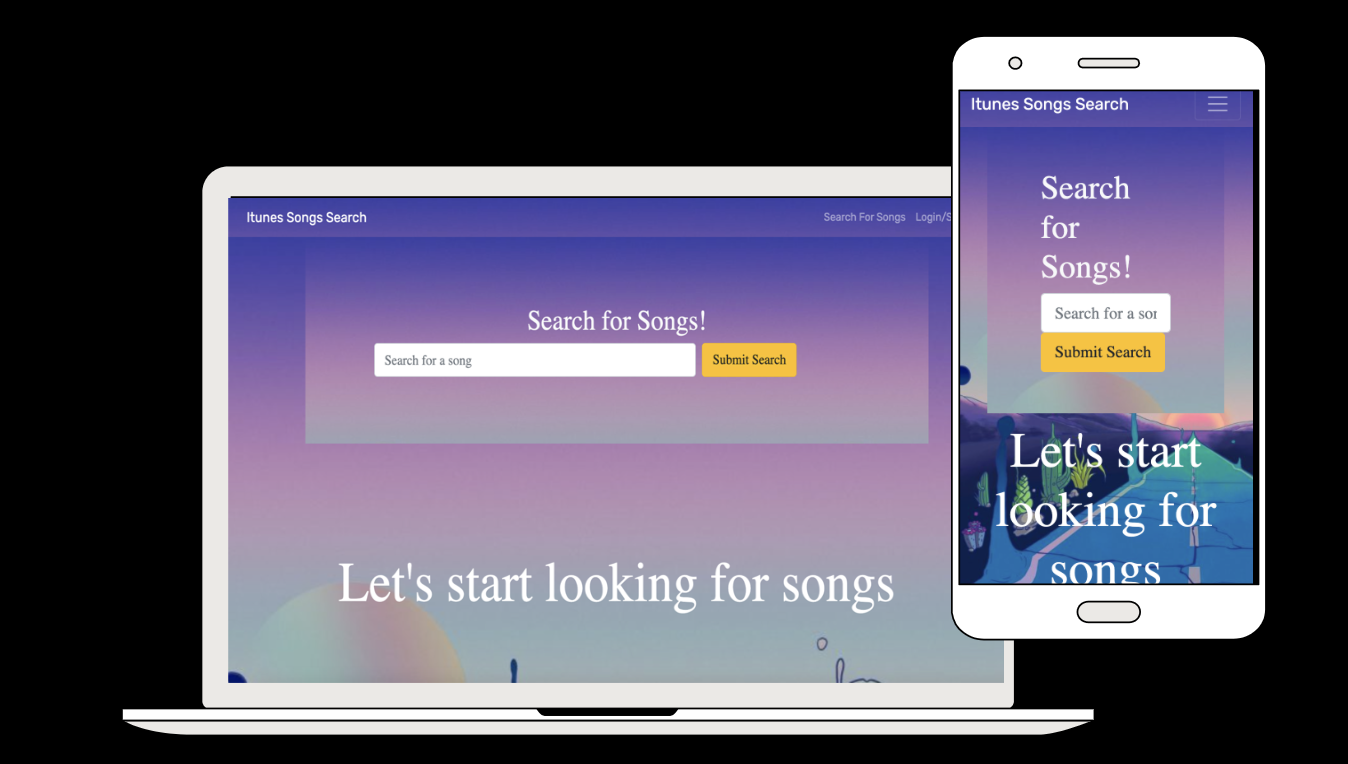 Itunes Songs Search
Search For Songs Login/S
Search for Songs!
Search for a song
Submit Search
Let's start looking for songs
Itunes Songs Search
Search
for
Songs!
Search for a sor
Submit Search
Let's start
looking for
songs